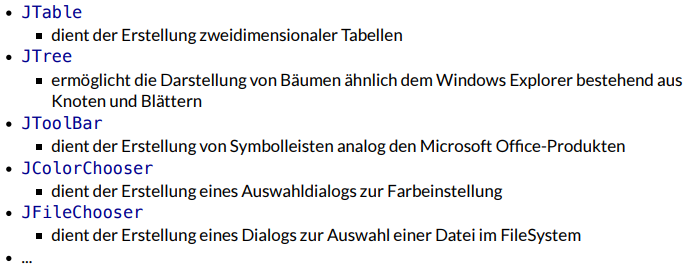 • JTable
▪ dient der Erstellung zweidimensionaler Tabellen
• JTree
▪ ermöglicht die Darstellung von Bäumen ähnlich dem Windows Explorer bestehend aus
Knoten und Blättern
• JToolBar
▪ dient der Erstellung von Symbolleisten analog den Microsoft Office-Produkten
• JColorChooser
▪ dient der Erstellung eines Auswahldialogs zur Farbeinstellung
• JFileChooser
▪ dient der Erstellung eines Dialogs zur Auswahl einer Datei im FileSystem
• ...